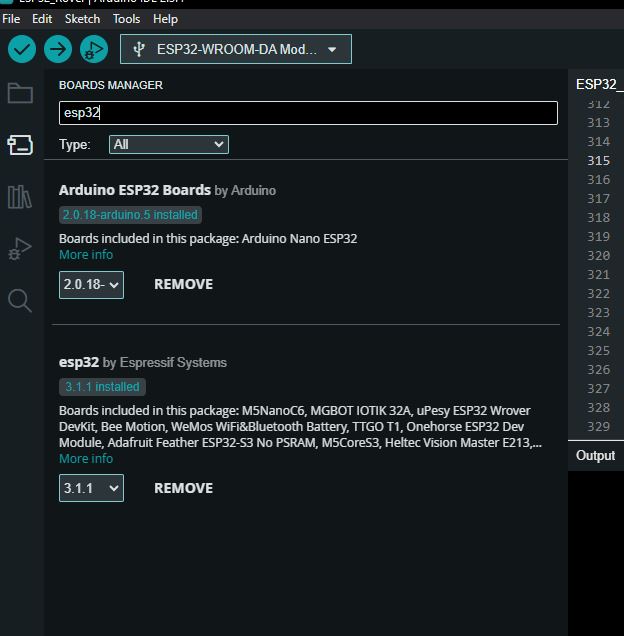 File Edit Sketch Tools Help
ESP32-WROOM-DA Mod...
BOARDS MANAGER
esp32
Type: All
Arduino ESP32 Boards by Arduino
2.0.18-arduino.5 installed
Boards included in this package: Arduino Nano ESP32
More info
2.0.18- REMOVE
esp32 by Espressif Systems
3.1.1 installed
Boards included in this package: M5NanoC6, MGBOT IOTIK 32A, uPesy ESP32 Wrover
DevKit, Bee Motion, WeMos WiFi&Bluetooth Battery, TTGO T1, Onehorse ESP32 Dev
Module, Adafruit Feather ESP32-S3 No PSRAM, M5CoreS3, Heltec Vision Master E213,...
More info
3.1.1 REMOVE
ESP32_
312
313
314
315
316
317
318
319
320
321
322
323
324
325
326
327
328
329
Output